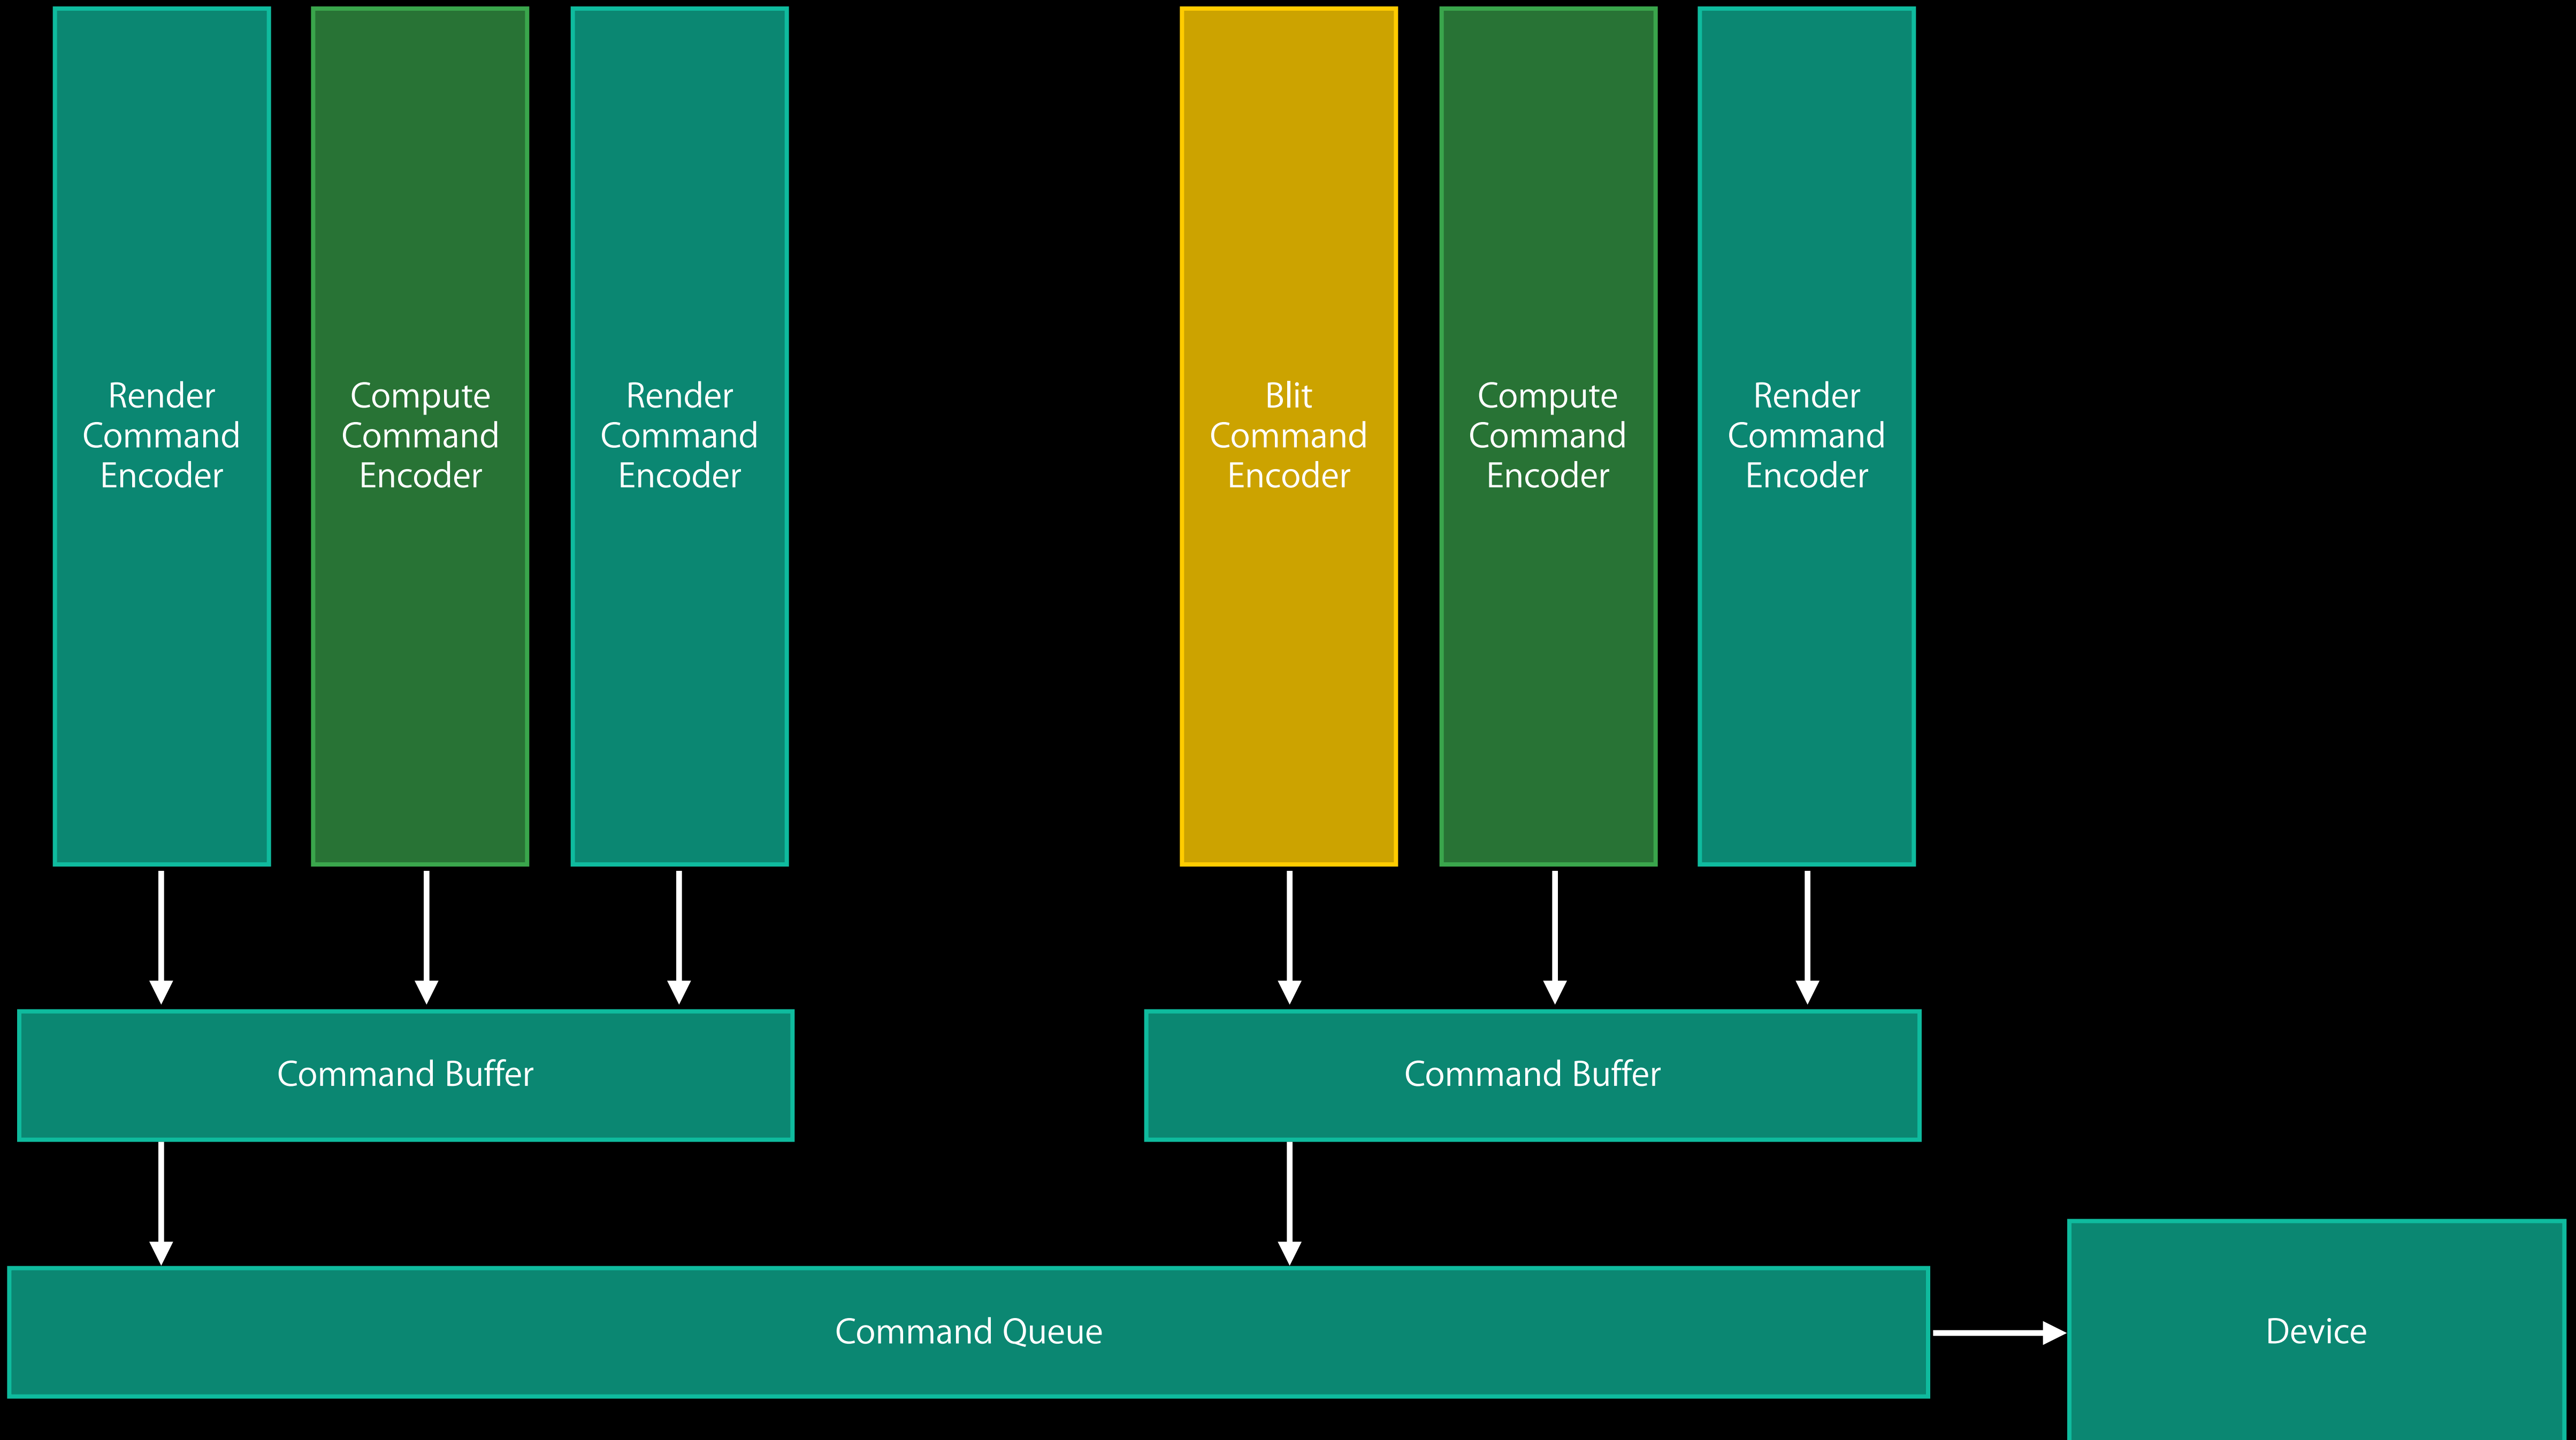 Render
Command
Encoder
Compute
Command
Encoder
Render
Command
Encoder
Blit
Command
Encoder
Compute
Command
Encoder
Render
Command
Encoder
Command Buffer
Command Buffer
Command Queue
Device